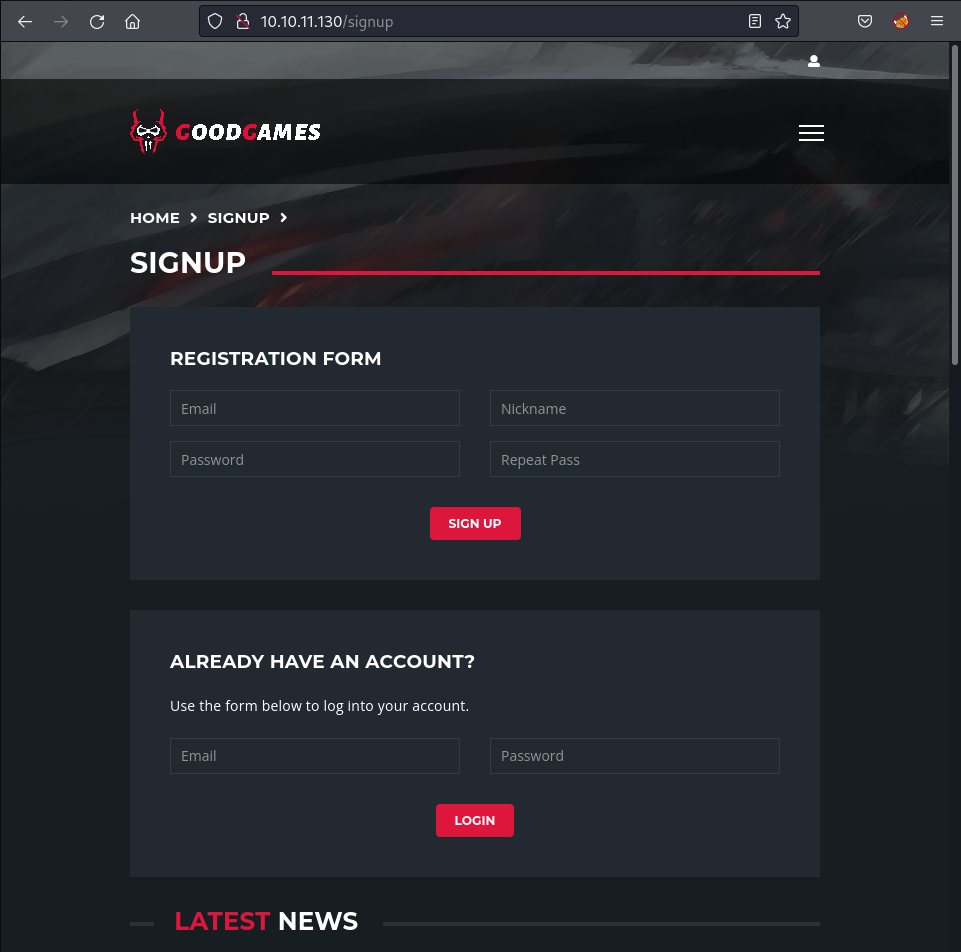 10.10.11.130/signup
GOODGAMES
HOME > SIGNUP >
SIGNUP
REGISTRATION FORM
Email Nickname
Password Repeat Pass
SIGN UP
ALREADY HAVE AN ACCOUNT?
Use the form below to log into your account.
Email Password
LOGIN
LATEST NEWS